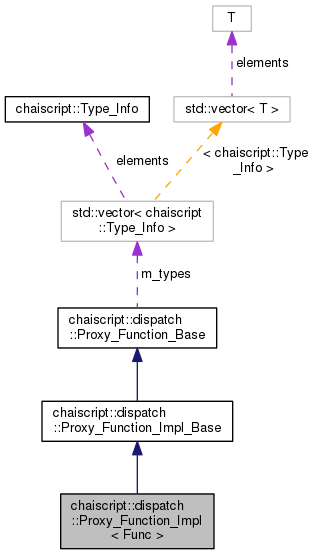 T
elements
chaiscript::Type_Info
std::vector< T >
elements
< chaiscript::Type
_Info >
std::vector< chaiscript
::Type_Info >
m_types
chaiscript::dispatch
::Proxy_Function_Base
chaiscript::dispatch
::Proxy_Function_Impl_Base
chaiscript::dispatch
::Proxy_Function_Impl
< Func >